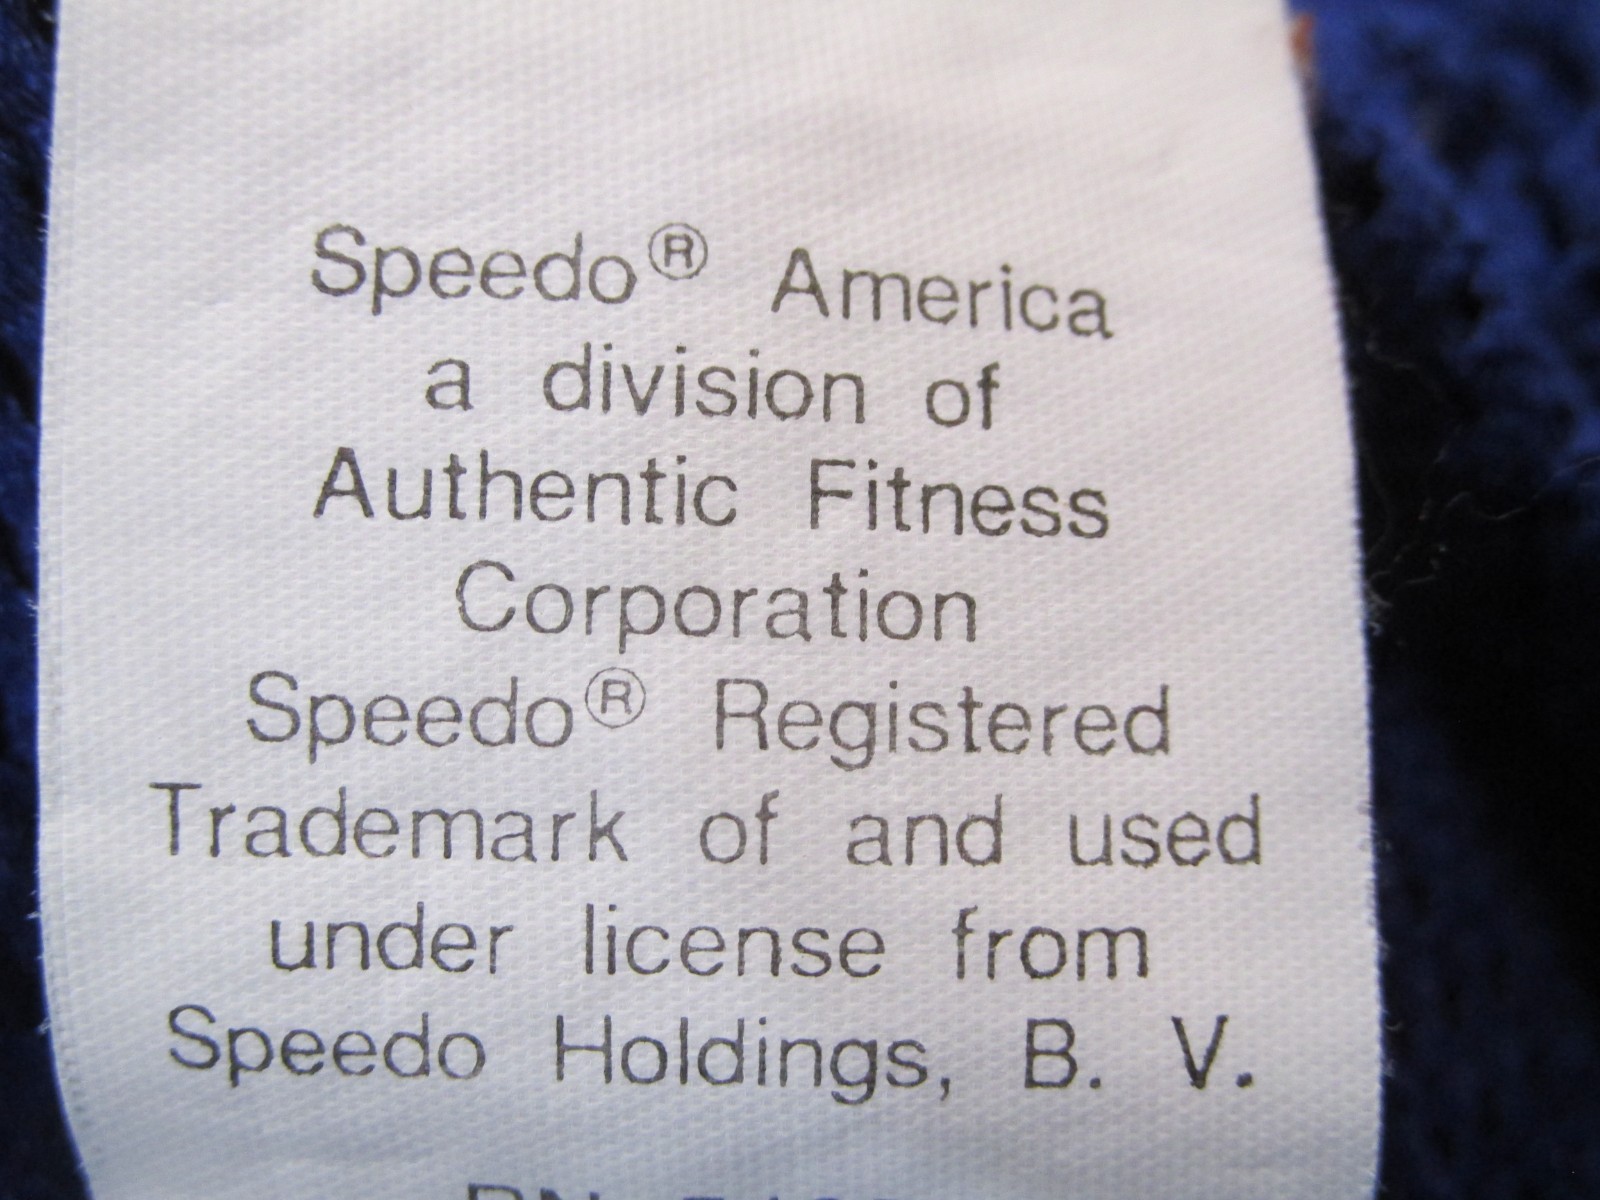 Speedo® America
a division of
Authentic Fitness
Corporation
Speedo® Registered
Trademark of and used
under license from
Speedo Holdings, B. V.